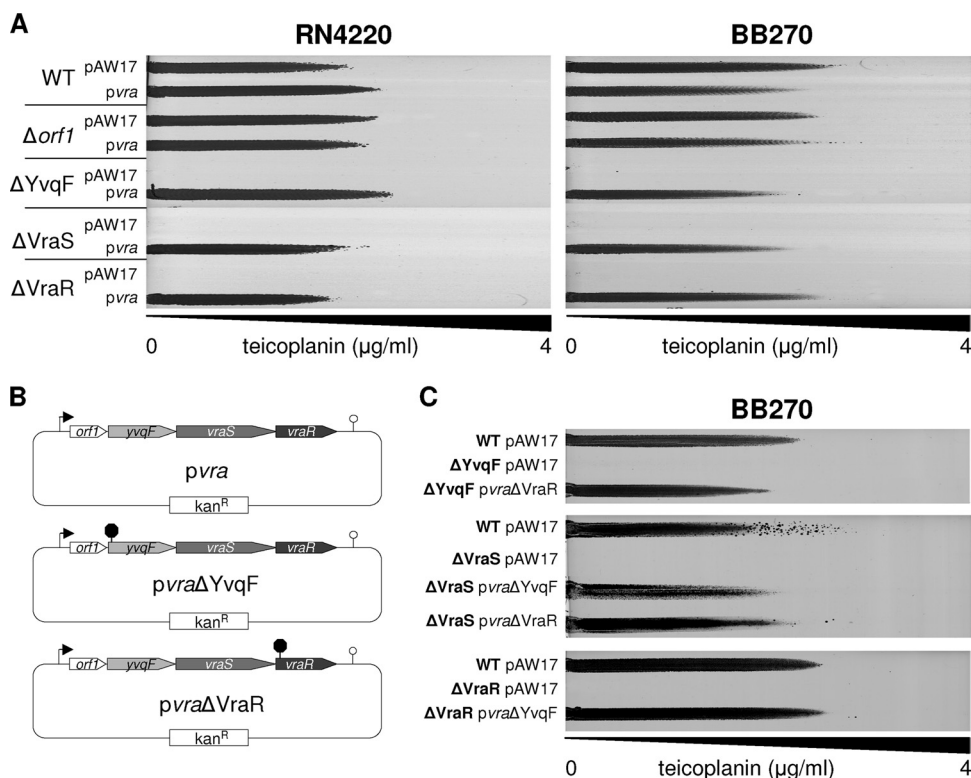 A
RN4220
BB270
WT pAW17
pvra
Δorf1 pAW17
pvra
ΔYvqF pAW17
pvra
ΔVraS pAW17
pvra
ΔVraR pAW17
pvra
0 teicoplanin (µg/ml) 4
0 teicoplanin (µg/ml) 4
B
orf1 yvqF vraS vraR
pvra
kanR
orf1 yvqF vraS vraR
pvraΔYvqF
kanR
orf1 yvqF vraS vraR
pvraΔVraR
kanR
C
BB270
WT pAW17
ΔYvqF pAW17
ΔYvqF pvraΔVraR
WT pAW17
ΔVraS pAW17
ΔVraS pvraΔYvqF
ΔVraS pvraΔVraR
WT pAW17
ΔVraR pAW17
ΔVraR pvraΔYvqF
0 teicoplanin (µg/ml) 4